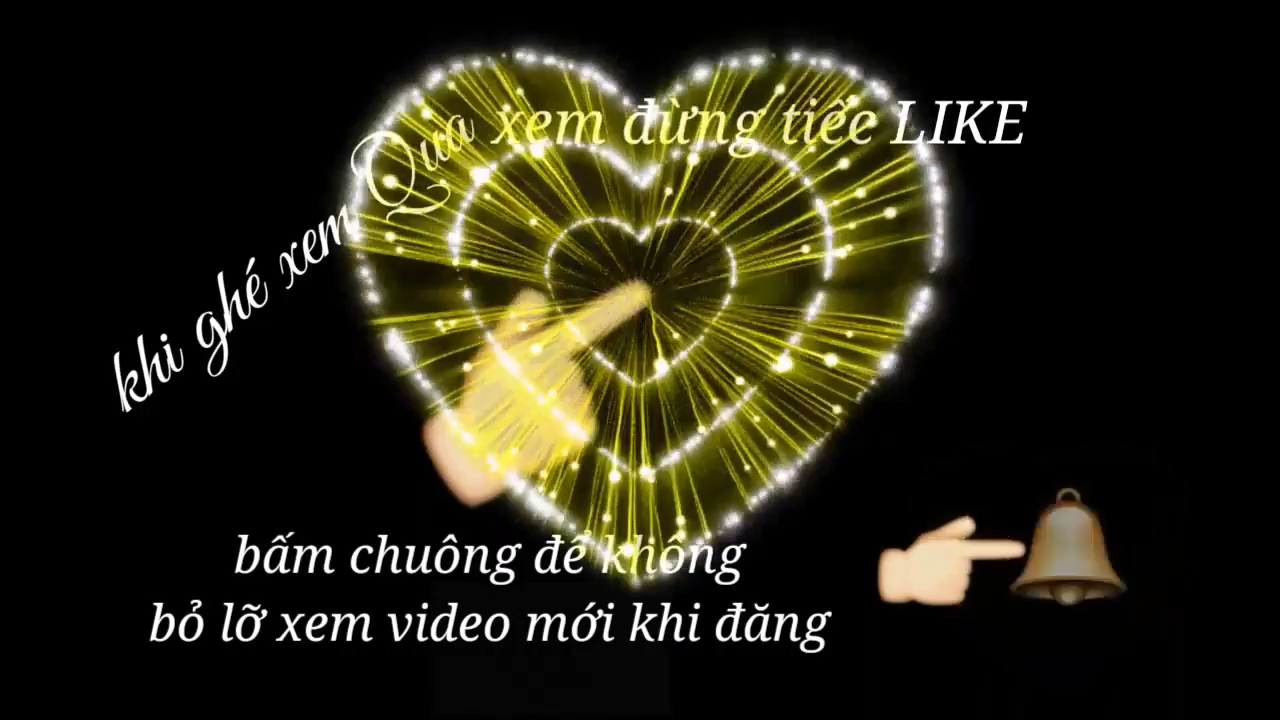 khi ghé xem Qua xem đừng tiếc LIKE
bấm chuông để không
bỏ lỡ xem video mới khi đăng